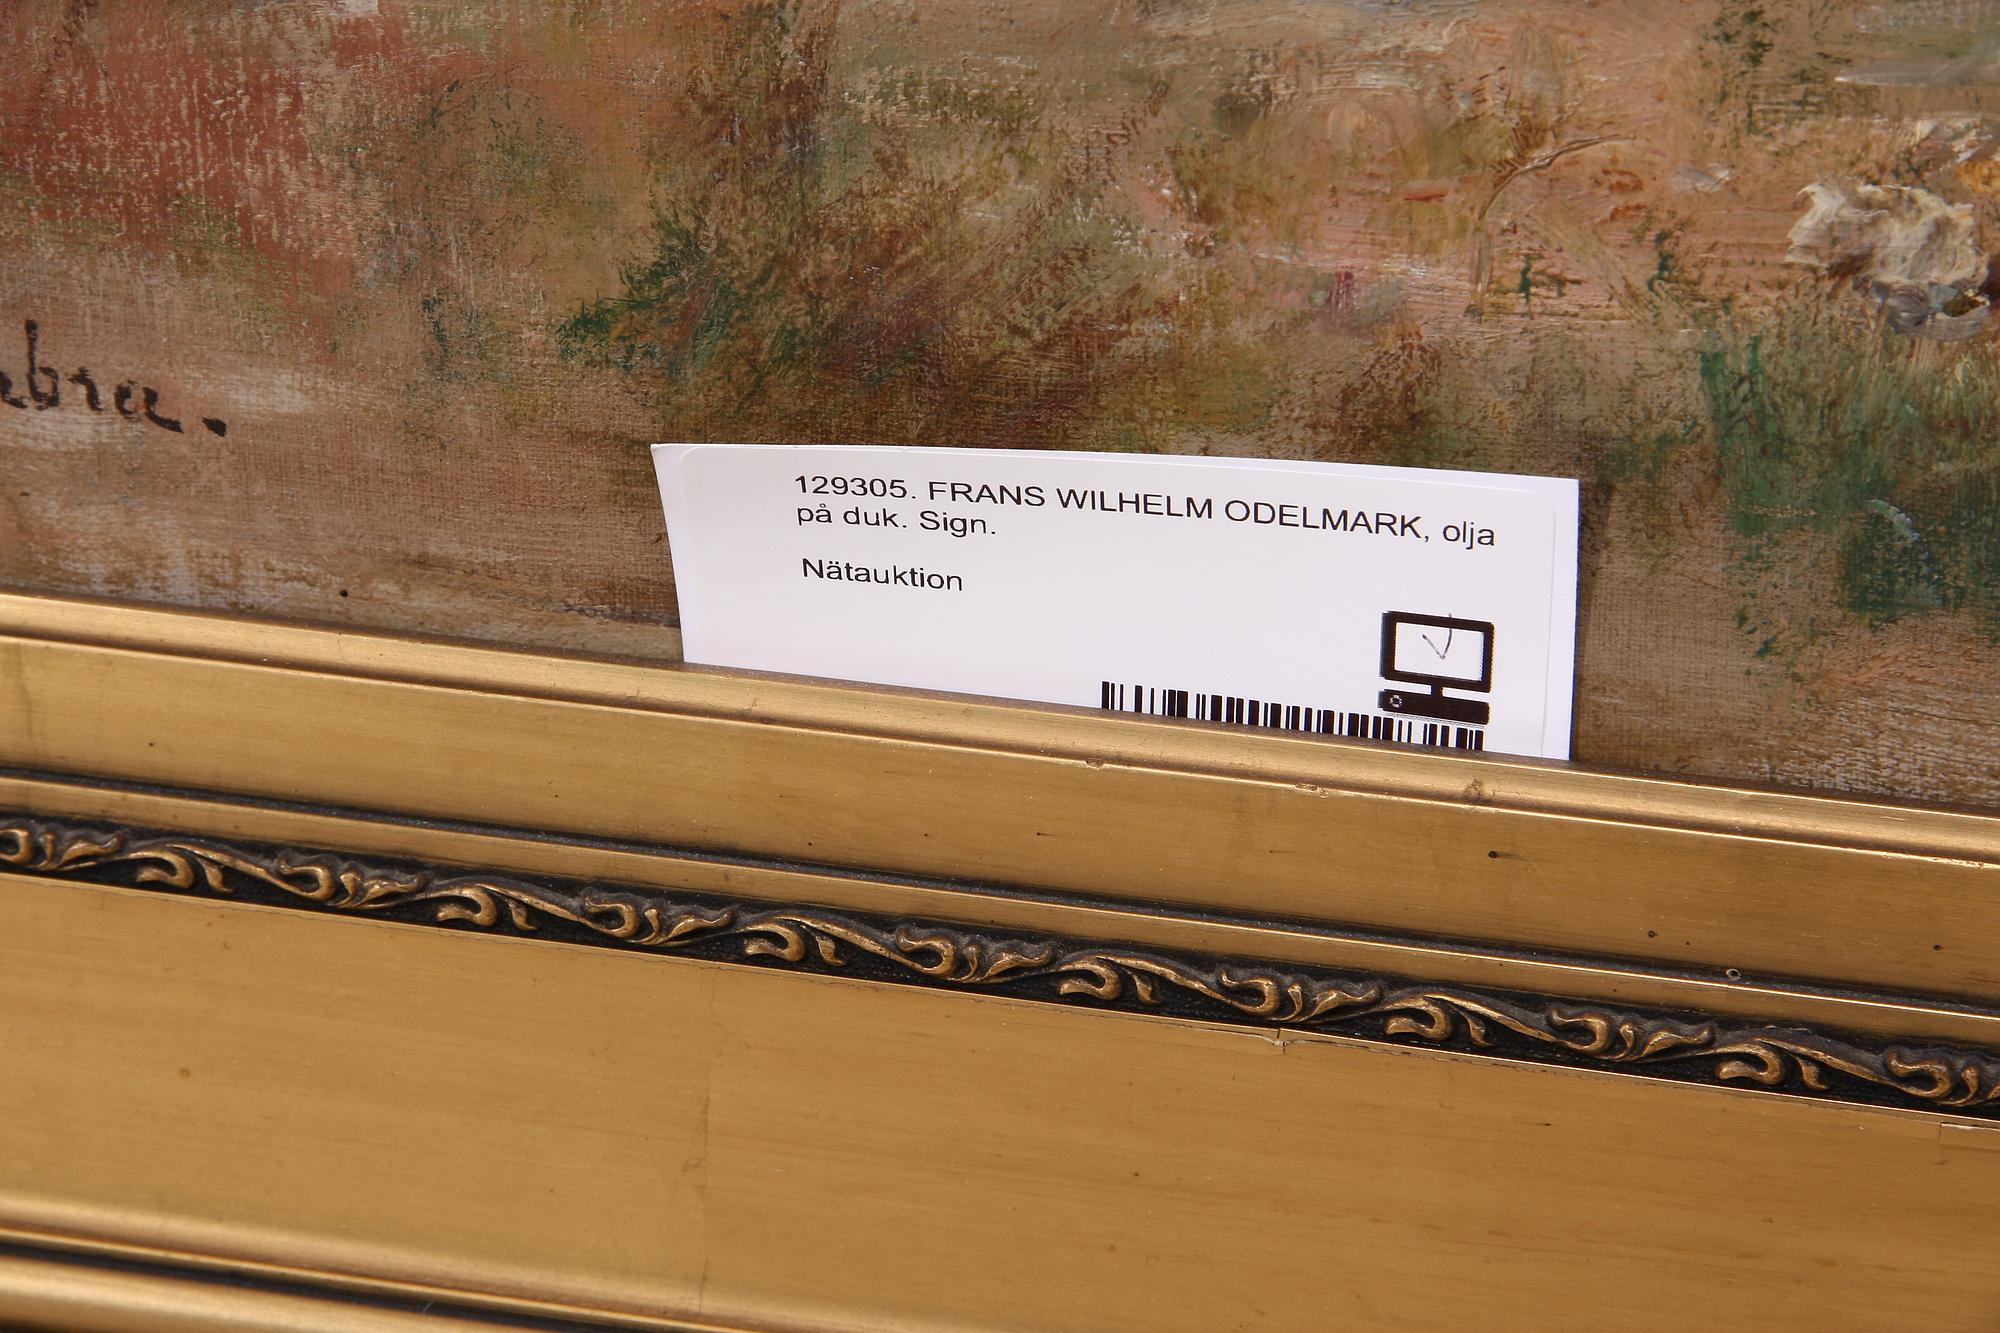 129305. FRANS WILHELM ODELMARK, olja
på duk. Sign.
Nätauktion